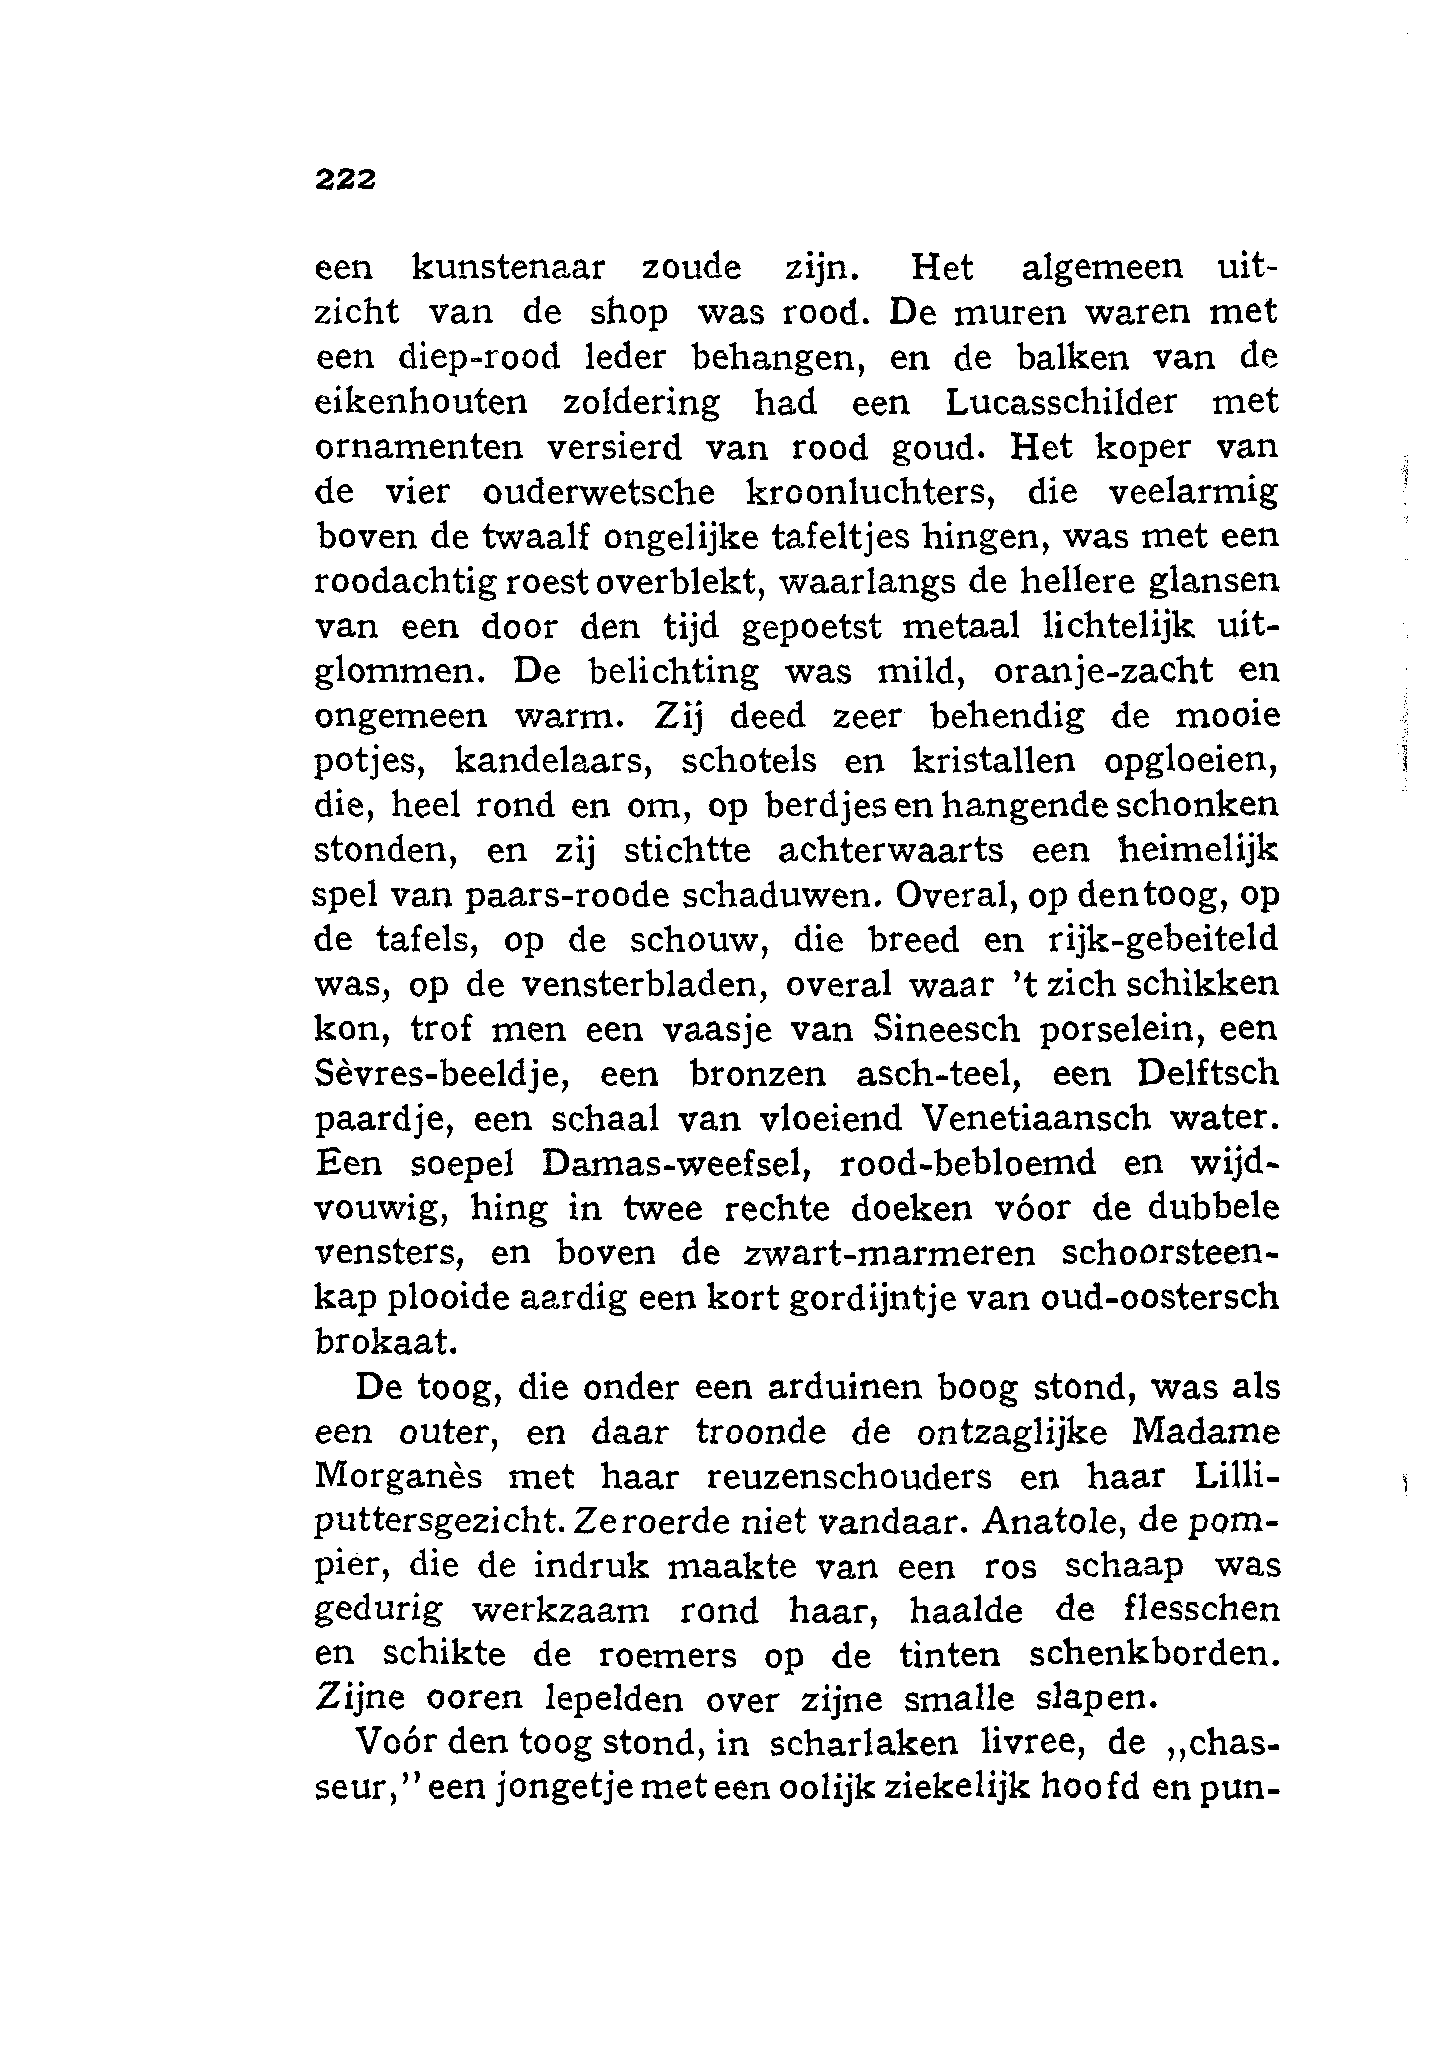 222
een kunstenaar zoude zijn. Het algemeen uit-
zicht van de shop was rood. De muren waren met
een diep-rood leder behangen, en de balken van de
eikenhouten zoldering had een Lucasschilder met
ornamenten versierd van rood goud. Het koper van
de vier ouderwetsche kroonluchters, die veelarmig
boven de twaalf ongelijke tafeltjes hingen, was met een
roodachtig roest overblekt, waarlangs de hellere glansen
van een door den tijd gepoetst metaal lichtelijk uit-
glommen. De belichting was mild, oranje-zacht en
ongemeen warm. Zij deed zeer behendig de mooie
potjes, kandelaars, schotels en kristallen opgloeien,
die, heel rond en om, op berdjes en hangende schonken
stonden, en zij stichtte achterwaarts een heimelijk
spel van paars-roode schaduwen. Overal, op den toog, op
de tafels, op de schouw, die breed en rijk-gebeiteld
was, op de vensterbladen, overal waar 't zich schikken
kon, trof men een vaasje van Sineesch porselein, een
Sèvres-beeldje, een bronzen asch-teel, een Delftsch
paardje, een schaal van vloeiend Venetiaansch water.
Een soepel Damas-weefsel, rood-bebloemd en wijd-
vouwig, hing in twee rechte doeken vóor de dubbele
vensters, en boven de zwart-marmeren schoorsteen-
kap plooide aardig een kort gordijntje van oud-oostersch
brokaat.
De toog, die onder een arduinen boog stond, was als
een outer, en daar troonde de ontzaglijke Madame
Morganès met haar reuzenschouders en haar Lilli-
puttersgezicht. Ze roerde niet vandaar. Anatole, de pom-
pier, die de indruk maakte van een ros schaap was
gedurig werkzaam rond haar, haalde de flesschen
en schikte de roemers op de tinten schenkborden.
Zijne ooren lepelden over zijne smalle slapen.
Voór den toog stond, in scharlaken livree, de ,,chas-
seur,'' een jongetje met een oolijk ziekelijk hoofd en pun-